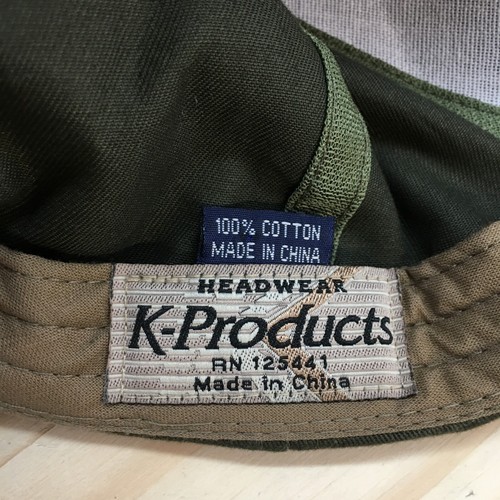 100% COTTON
MADE IN CHINA
HEADWEAR
K-Products
RN 125441
Made in China